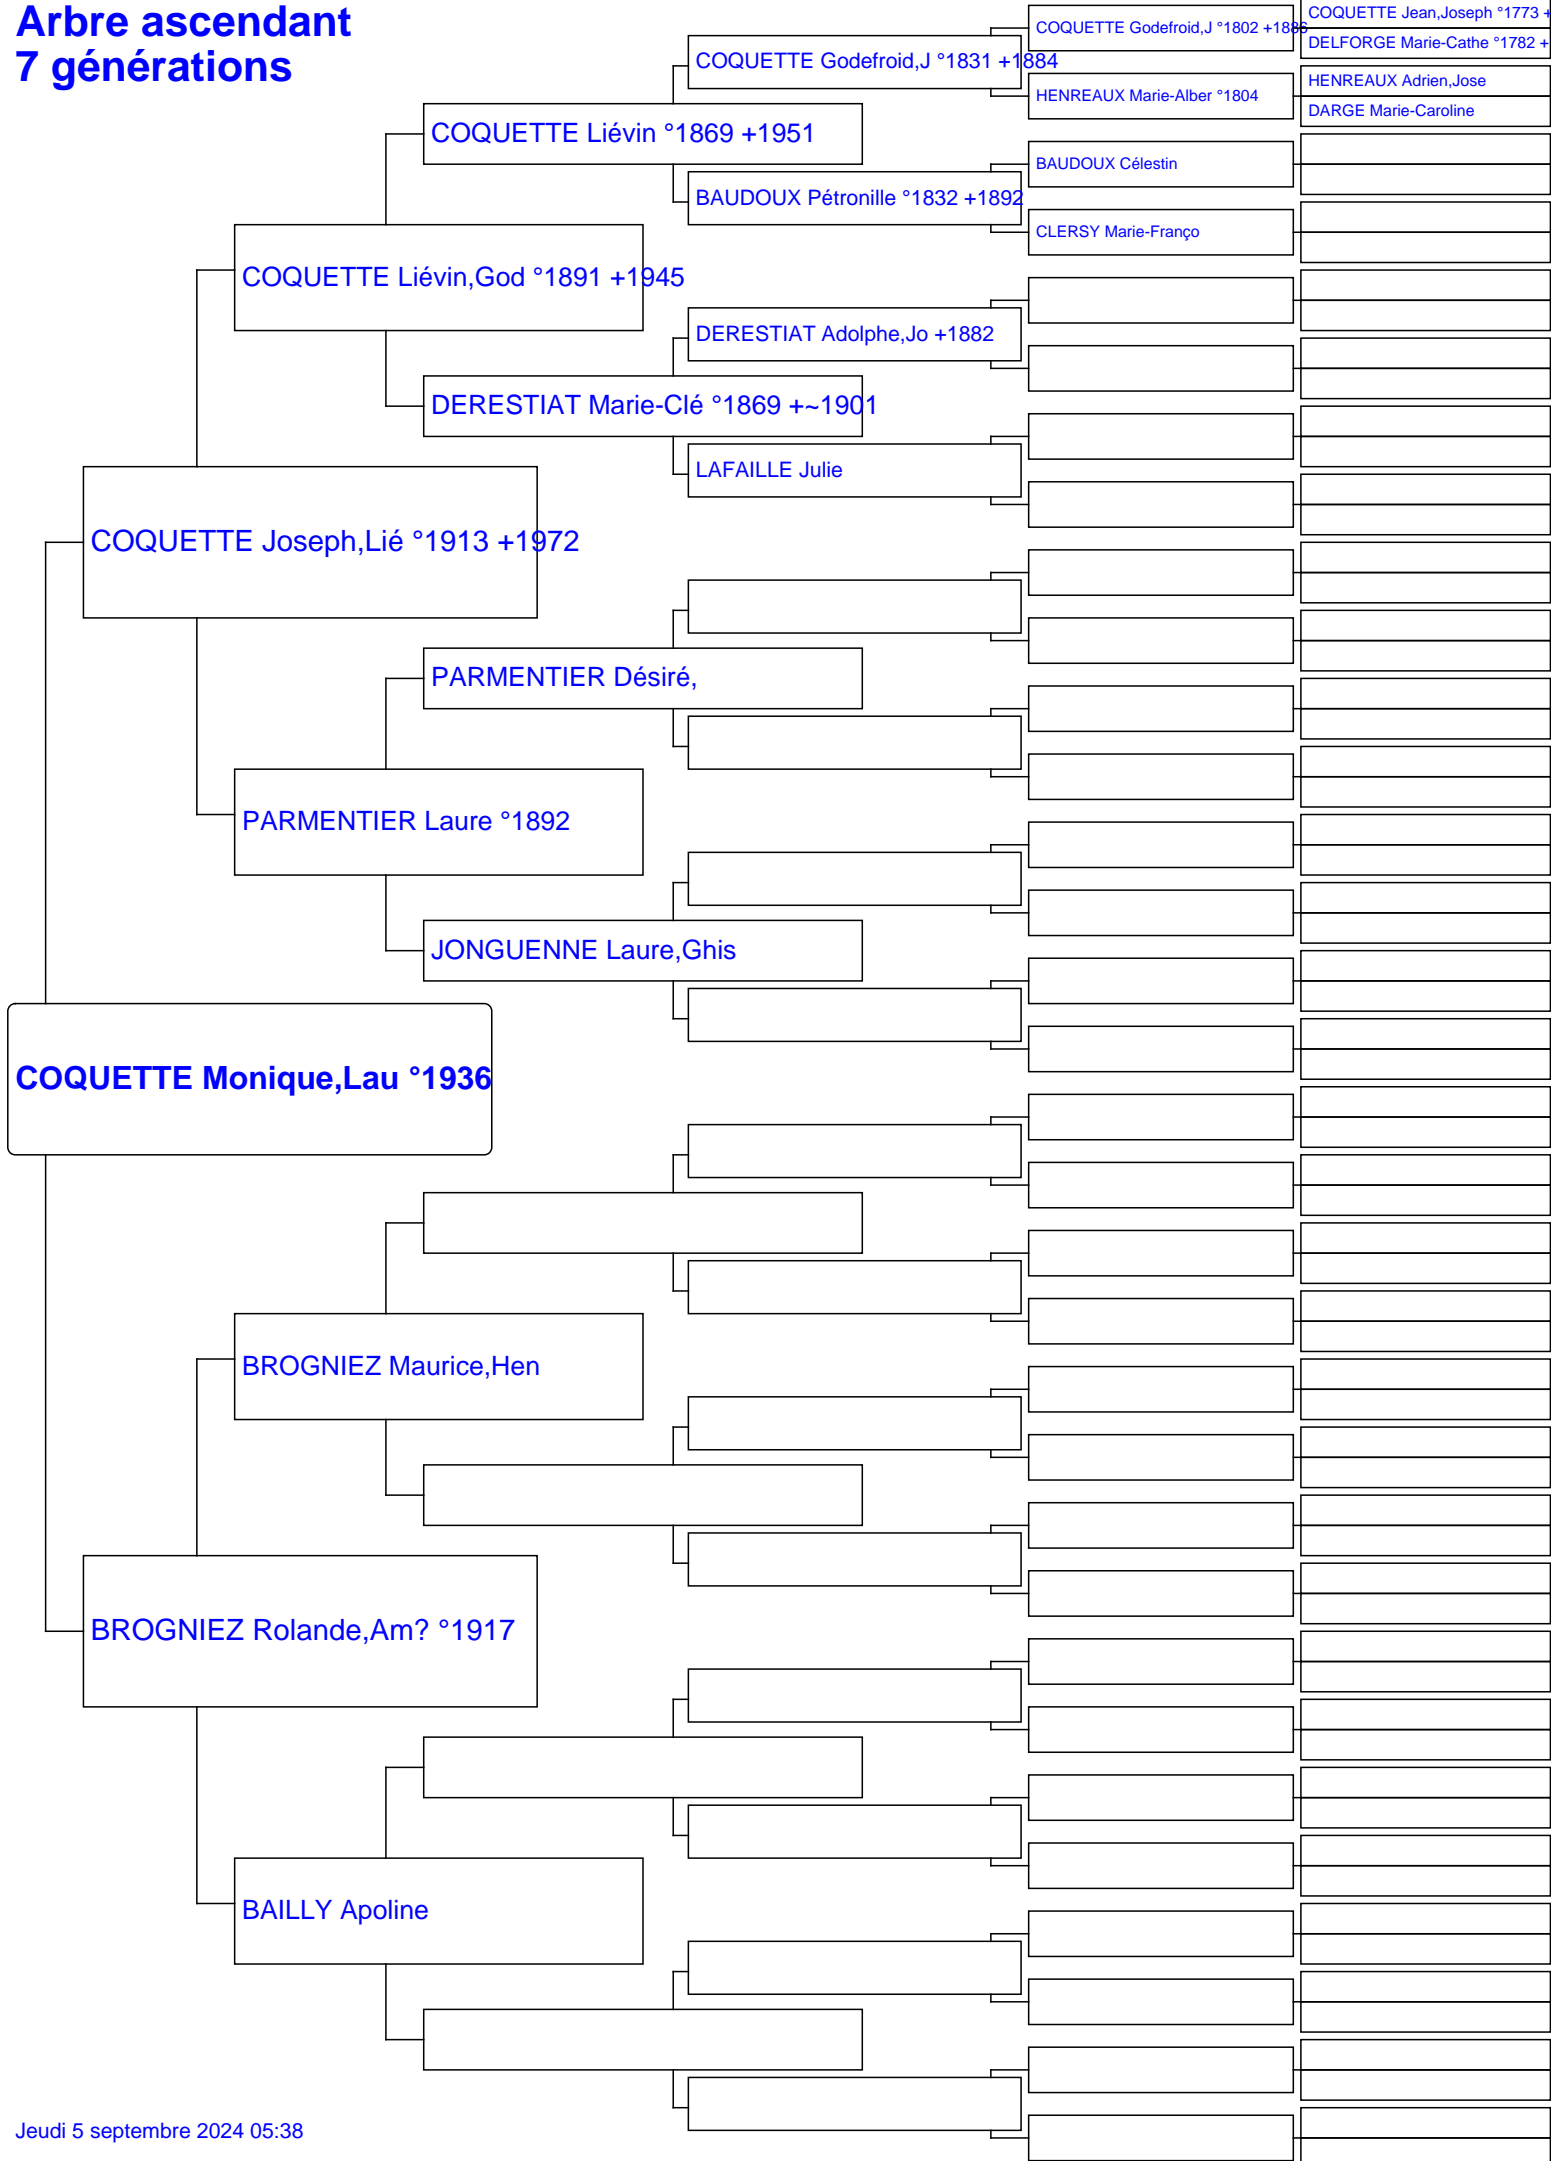 Arbre ascendant
7 générations
COQUETTE Monique,Lau °1936
COQUETTE Joseph,Lié °1913 +1972
BROGNIEZ Rolande,Am? °1917
COQUETTE Liévin,God °1891 +1945
PARMENTIER Laure °1892
BROGNIEZ Maurice,Hen
BAILLY Apoline
COQUETTE Liévin °1869 +1951
DERESTIAT Marie-Clé °1869 +~1901
PARMENTIER Désiré,
JONGUENNE Laure,Ghis
COQUETTE Godefroid,J °1831 +1884
BAUDOUX Pétronille °1832 +1892
DERESTIAT Adolphe,Jo +1882
LAFAILLE Julie
COQUETTE Godefroid,J °1802 +1886
HENREAUX Marie-Alber °1804
BAUDOUX Célestin
CLERSY Marie-Franço
COQUETTE Jean,Joseph °1773 +
DELFORGE Marie-Cathe °1782 +
HENREAUX Adrien,Jose
DARGE Marie-Caroline
Jeudi 5 septembre 2024 05:38